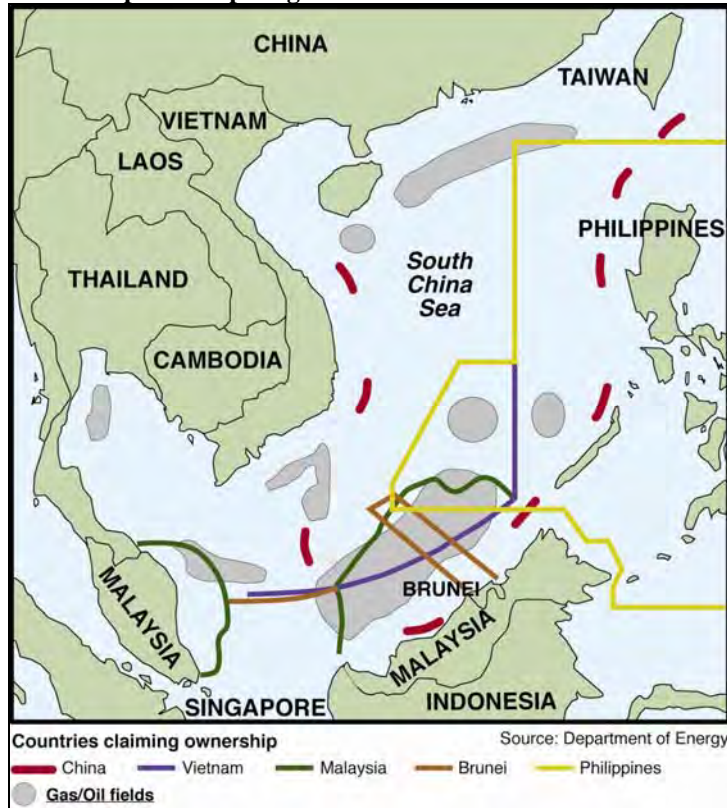 CHINA
TAIWAN
VIETNAM
LAOS
PHILIPPINES
South
China
Sea
THAILAND
CAMBODIA
MALAYSIA
BRUNEI
MALAYSIA
SINGAPORE
INDONESIA
Countries claiming ownership
Source: Department of Energy
China Vietnam Malaysia Brunei Philippines
Gas/Oil fields